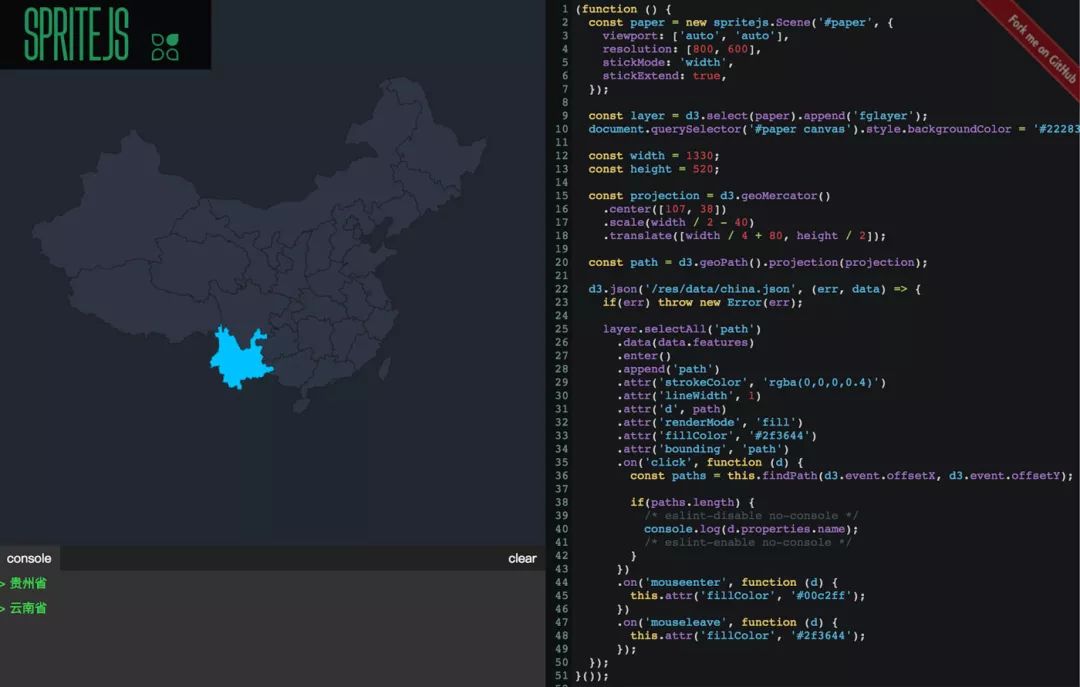 SPRITEJS
console
clear
> 贵州省
> 云南省
Fork me on GitHub
1 (function () {
2   const paper = new spritejs.Scene('#paper', {
3     viewport: ['auto', 'auto'],
4     resolution: [800, 600],
5     stickMode: 'width',
6     stickExtend: true,
7   });
8
9   const layer = d3.select(paper).append('fglayer');
10   document.querySelector('#paper canvas').style.backgroundColor = '#22283
11
12   const width = 1330;
13   const height = 520;
14
15   const projection = d3.geoMercator()
16     .center([107, 38])
17     .scale(width / 2 - 40)
18     .translate([width / 4 + 80, height / 2]);
19
20   const path = d3.geoPath().projection(projection);
21
22   d3.json('/res/data/china.json', (err, data) => {
23     if(err) throw new Error(err);
24
25     layer.selectAll('path')
26       .data(data.features)
27       .enter()
28       .append('path')
29       .attr('strokeColor', 'rgba(0,0,0,0.4)')
30       .attr('lineWidth', 1)
31       .attr('d', path)
32       .attr('renderMode', 'fill')
33       .attr('fillColor', '#2f3644')
34       .attr('bounding', 'path')
35       .on('click', function (d) {
36         const paths = this.findPath(d3.event.offsetX, d3.event.offsetY);
37
38         if(paths.length) {
39           /* eslint-disable no-console */
40           console.log(d.properties.name);
41           /* eslint-enable no-console */
42         }
43       })
44       .on('mouseenter', function (d) {
45         this.attr('fillColor', '#00c2ff');
46       })
47       .on('mouseleave', function (d) {
48         this.attr('fillColor', '#2f3644');
49       });
50   });
51 }());